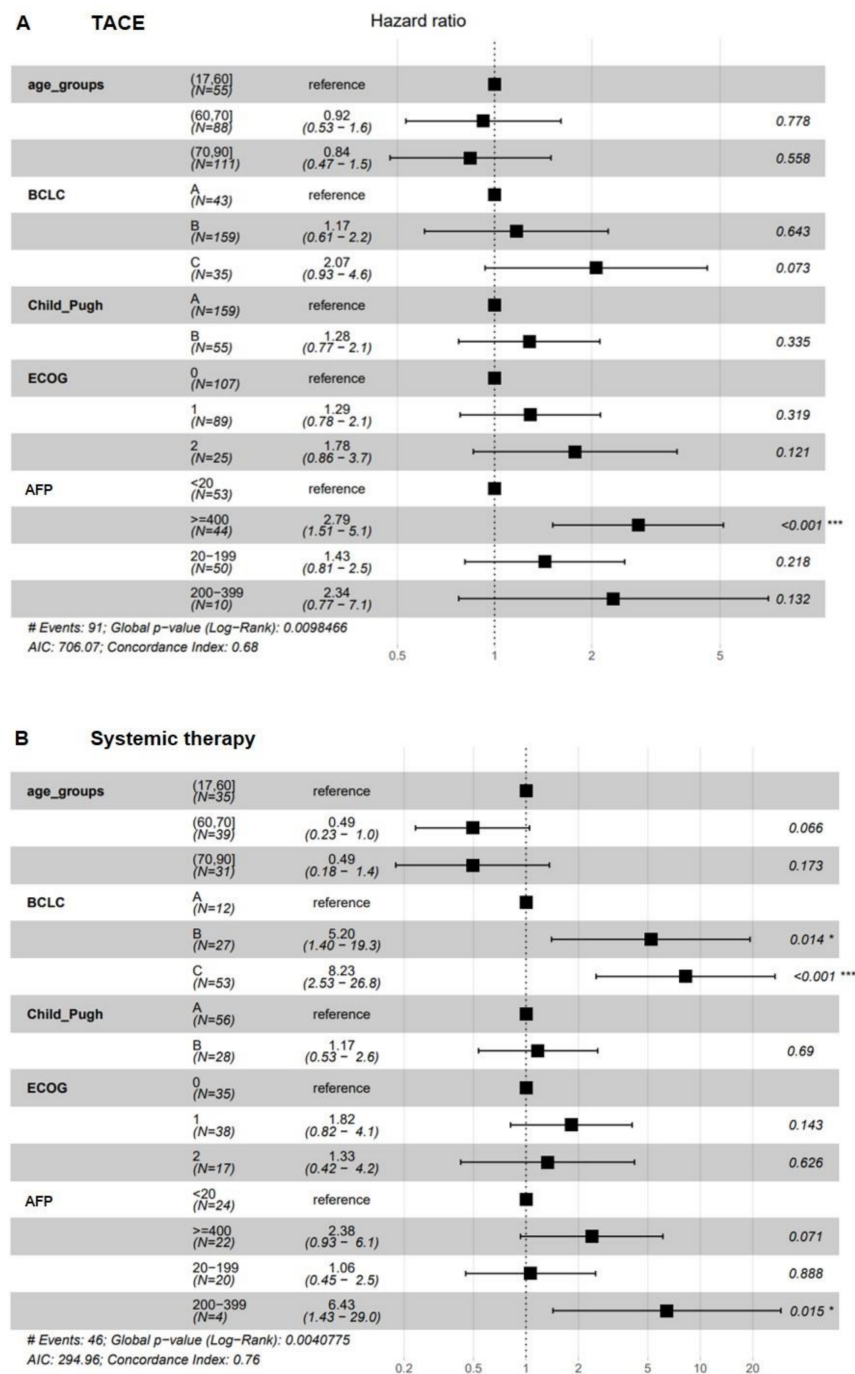 A TACE Hazard ratio
age_groups (17,60] reference
(N=55)
(60,70] 0.92 0.778
(N=88) (0.53 − 1.6)
(70,90] 0.84 0.558
(N=111) (0.47 − 1.5)
BCLC A reference
(N=43)
B 1.17 0.643
(N=159) (0.61 − 2.2)
C 2.07 0.073
(N=35) (0.93 − 4.6)
Child_Pugh A reference
(N=159)
B 1.28 0.335
(N=55) (0.77 − 2.1)
ECOG 0 reference
(N=107)
1 1.29 0.319
(N=89) (0.78 − 2.1)
2 1.78 0.121
(N=25) (0.86 − 3.7)
AFP <20 reference
(N=53)
>=400 2.79 <0.001 ***
(N=44) (1.51 − 5.1)
20−199 1.43 0.218
(N=50) (0.81 − 2.5)
200−399 2.34 0.132
(N=10) (0.77 − 7.1)
# Events: 91; Global p−value (Log−Rank): 0.0098466
AIC: 706.07; Concordance Index: 0.68
0.5 1 2 5
B Systemic therapy
age_groups (17,60] reference
(N=35)
(60,70] 0.49 0.066
(N=39) (0.23 − 1.0)
(70,90] 0.49 0.173
(N=31) (0.18 − 1.4)
BCLC A reference
(N=12)
B 5.20 0.014 *
(N=27) (1.40 − 19.3)
C 8.23 <0.001 ***
(N=53) (2.53 − 26.8)
Child_Pugh A reference
(N=56)
B 1.17 0.69
(N=28) (0.53 − 2.6)
ECOG 0 reference
(N=35)
1 1.82 0.143
(N=38) (0.82 − 4.1)
2 1.33 0.626
(N=17) (0.42 − 4.2)
AFP <20 reference
(N=24)
>=400 2.38 0.071
(N=22) (0.93 − 6.1)
20−199 1.06 0.888
(N=20) (0.45 − 2.5)
200−399 6.43 0.015 *
(N=4) (1.43 − 29.0)
# Events: 46; Global p−value (Log−Rank): 0.0040775
AIC: 294.96; Concordance Index: 0.76
0.2 0.5 1 2 5 10 20